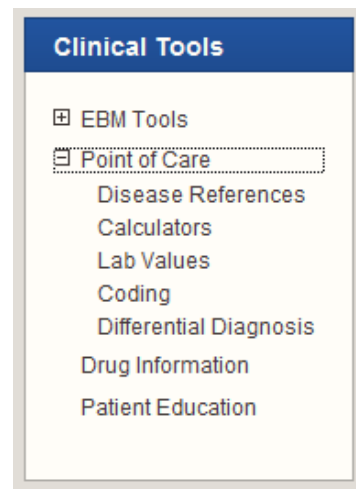 Clinical Tools
EBM Tools
Point of Care
Disease References
Calculators
Lab Values
Coding
Differential Diagnosis
Drug Information
Patient Education